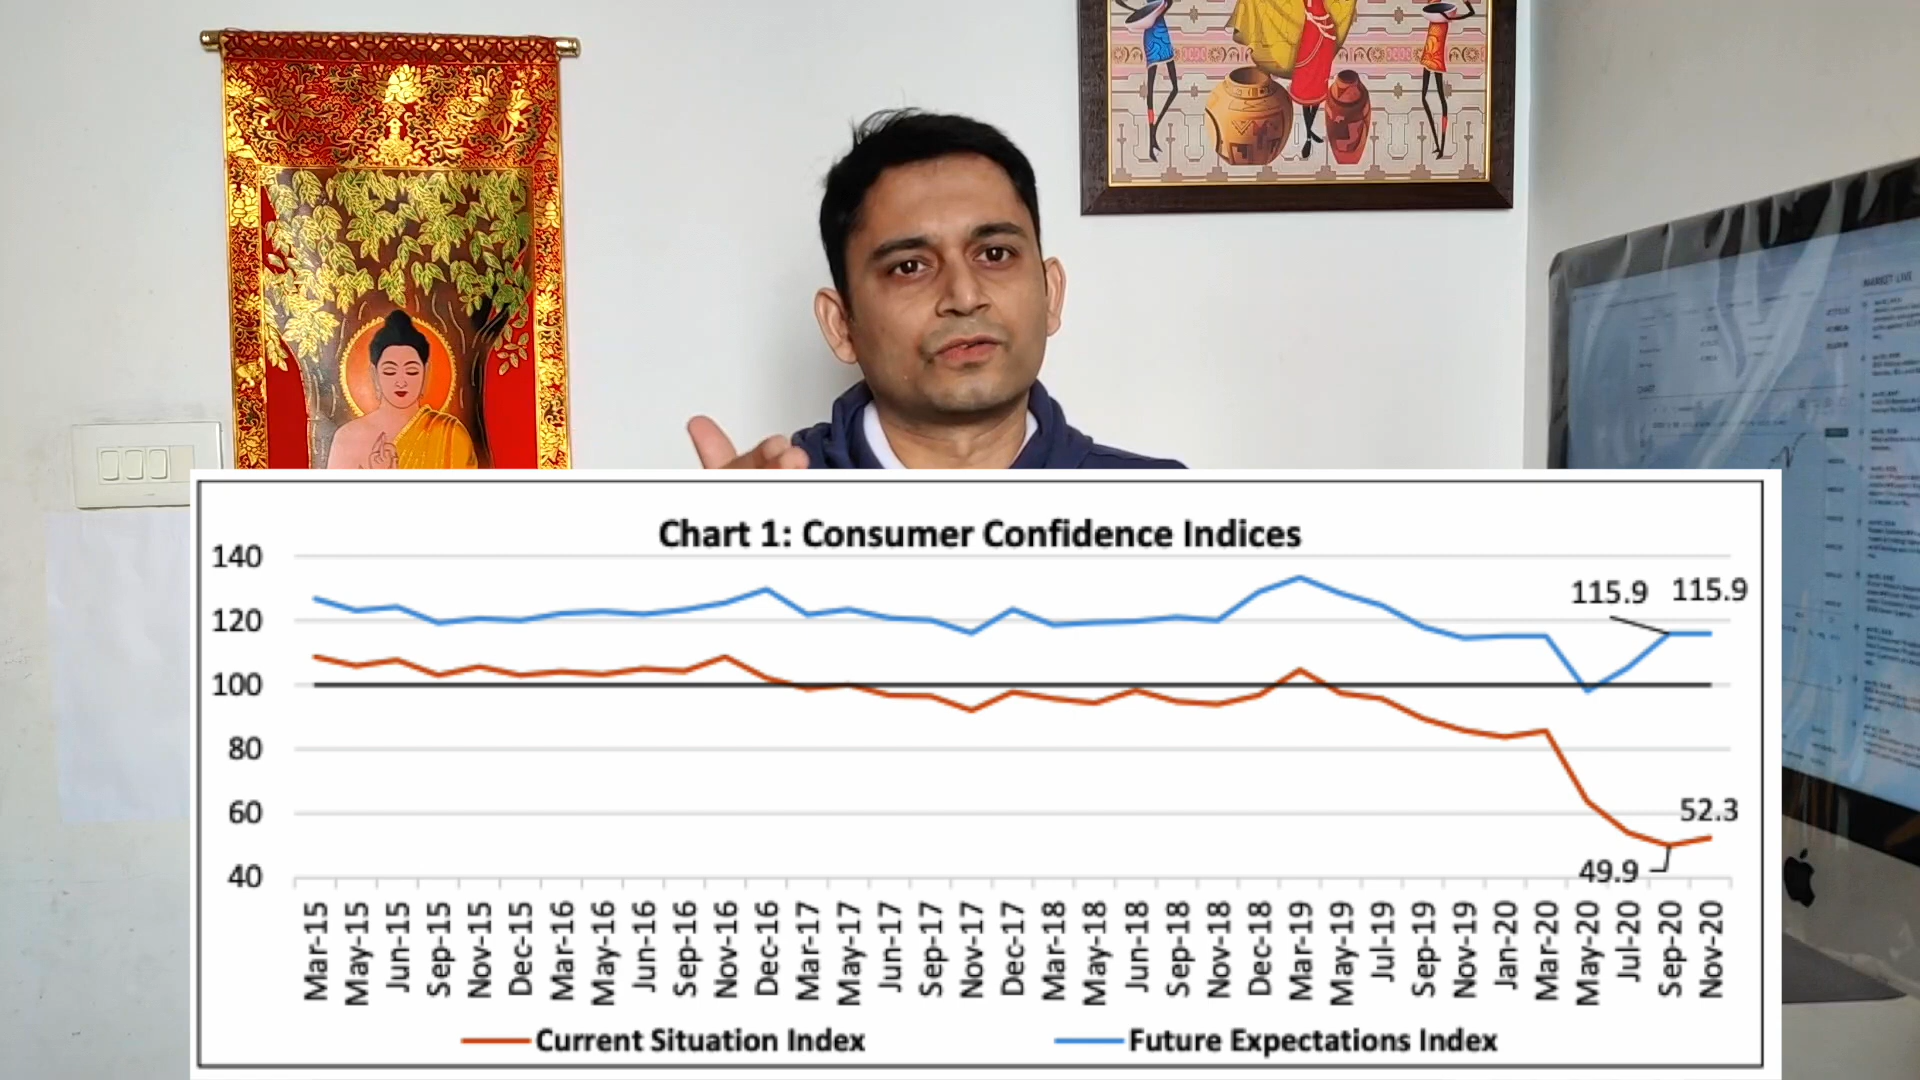 MARKET LIVE
CHART
Chart 1: Consumer Confidence Indices
140
120
100
80
60
40
115.9
115.9
52.3
49.9
Mar-15
May-15
Jun-15
Sep-15
Nov-15
Dec-15
Mar-16
May-16
Jun-16
Sep-16
Nov-16
Dec-16
Mar-17
May-17
Jun-17
Sep-17
Nov-17
Dec-17
Mar-18
May-18
Jun-18
Sep-18
Nov-18
Dec-18
Mar-19
May-19
Jul-19
Sep-19
Nov-19
Jan-20
Mar-20
May-20
Jul-20
Sep-20
Nov-20
Current Situation Index
Future Expectations Index